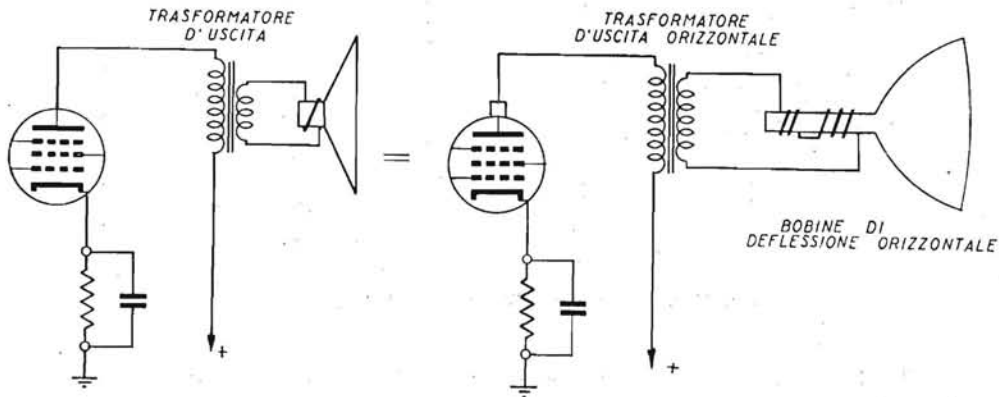 TRASFORMATORE
D'USCITA
TRASFORMATORE
D'USCITA ORIZZONTALE
=
+
+
BOBINE DI
DEFLESSIONE ORIZZONTALE